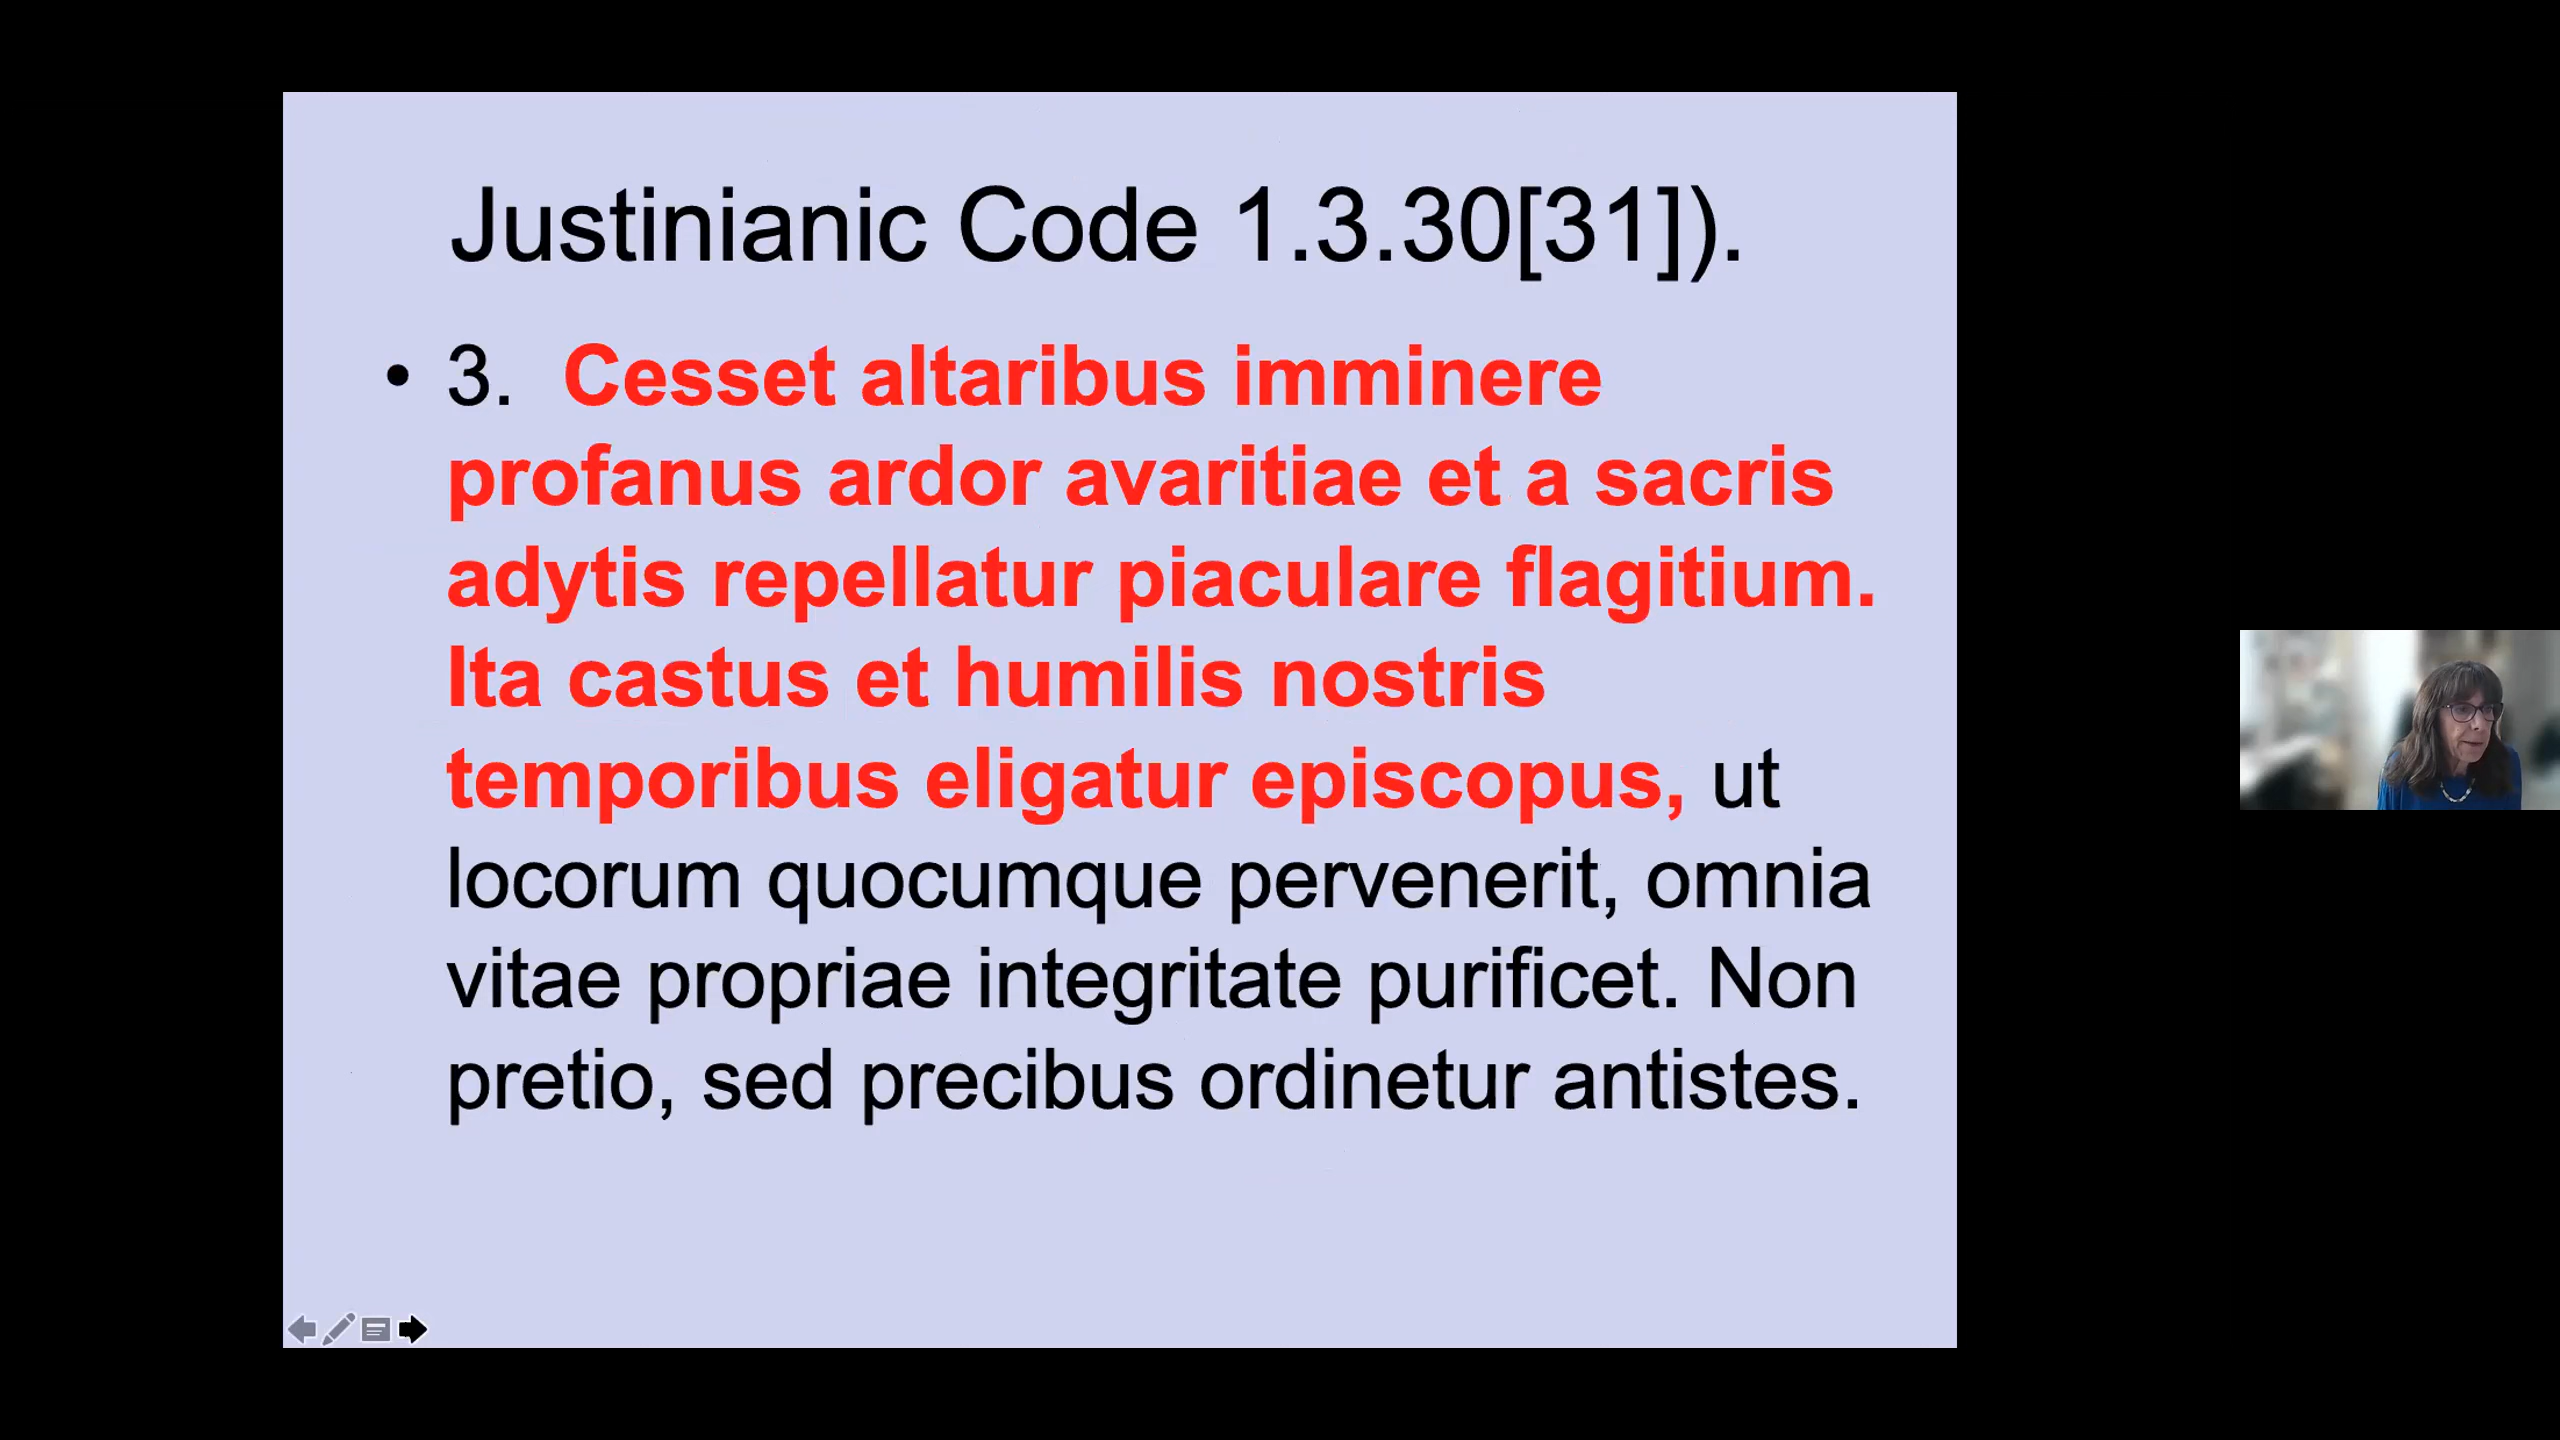 Justinianic Code 1.3.30[31]).
• 3. Cesset altaribus imminere
profanus ardor avaritiae et a sacris
adytis repellatur piaculare flagitium.
Ita castus et humilis nostris
temporibus eligatur episcopus, ut
locorum quocumque pervenerit, omnia
vitae propriae integritate purificet. Non
pretio, sed precibus ordinetur antistes.